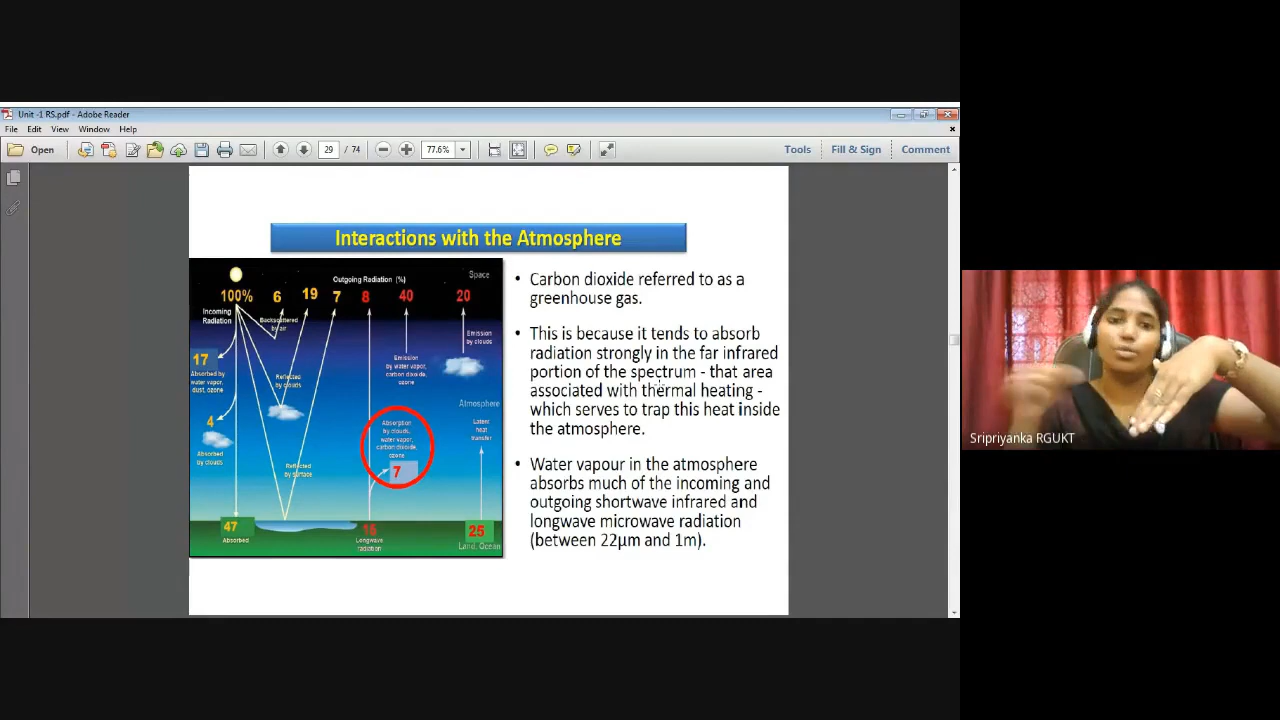 Unit -1 RS.pdf - Adobe Reader
File Edit View Window Help
Open 29 / 74 77.6% Tools Fill & Sign Comment
Interactions with the Atmosphere
Outgoing Radiation (%)
Space
100% 6 19 7 8 40 20
Incoming
Radiation
Backscattered
by air
Emission
by clouds
17
Absorbed by
water vapor,
dust, ozone
Reflected
by clouds
Emission
by water vapor,
carbon dioxide,
ozone
Atmosphere
4
Absorbed
by clouds
Absorption
by clouds,
water vapor,
carbon dioxide,
ozone
7
Latent
heat
transfer
Reflected
by surface
47
Absorbed
15
Longwave
radiation
25
Land, Ocean
• Carbon dioxide referred to as a
greenhouse gas.
• This is because it tends to absorb
radiation strongly in the far infrared
portion of the spectrum - that area
associated with thermal heating -
which serves to trap this heat inside
the atmosphere.
• Water vapour in the atmosphere
absorbs much of the incoming and
outgoing shortwave infrared and
longwave microwave radiation
(between 22μm and 1m).
Sripriyanka RGUKT